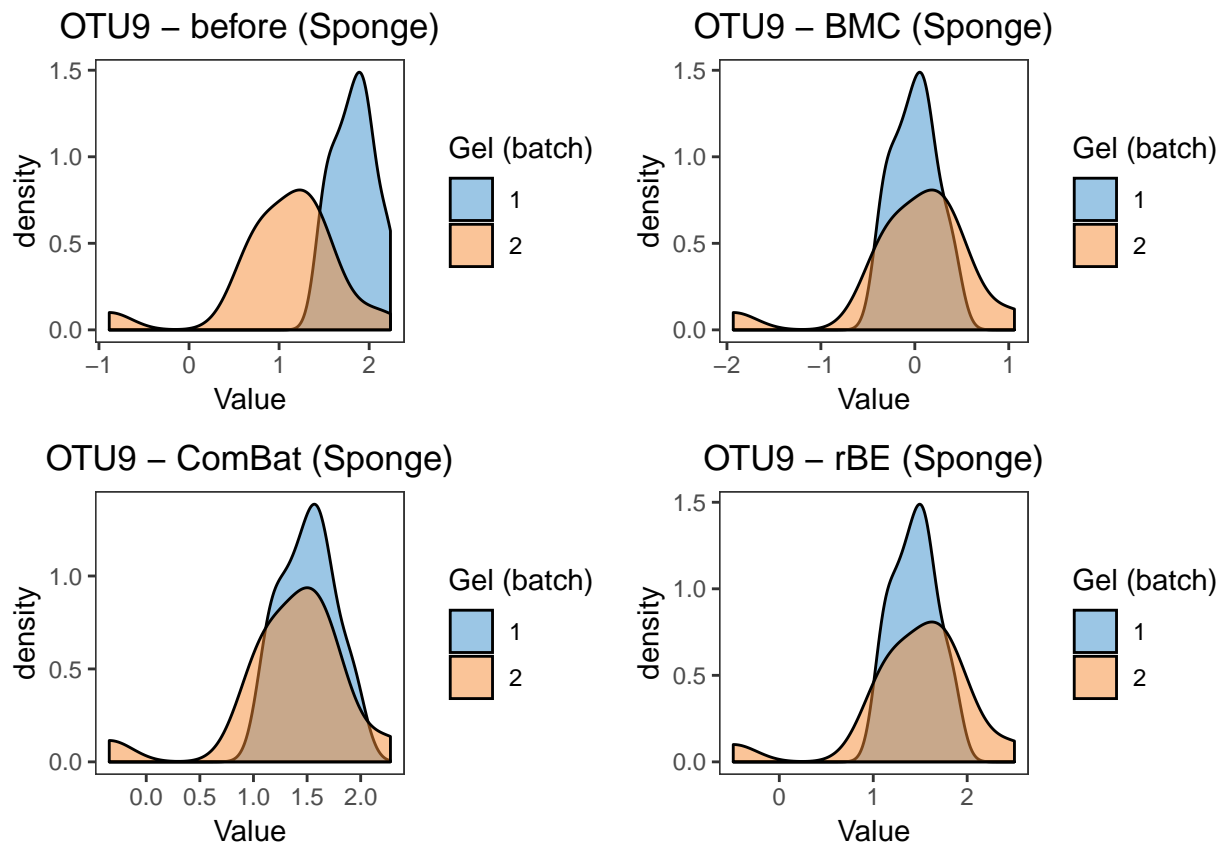 OTU9 – before (Sponge)
1.5
1.0
0.5
0.0
density
−1
0
1
2
Value
Gel (batch)
1
2
OTU9 – BMC (Sponge)
1.5
1.0
0.5
0.0
density
−2
−1
0
1
Value
Gel (batch)
1
2
OTU9 – ComBat (Sponge)
1.0
0.5
0.0
density
0.0
0.5
1.0
1.5
2.0
Value
Gel (batch)
1
2
OTU9 – rBE (Sponge)
1.5
1.0
0.5
0.0
density
0
1
2
Value
Gel (batch)
1
2